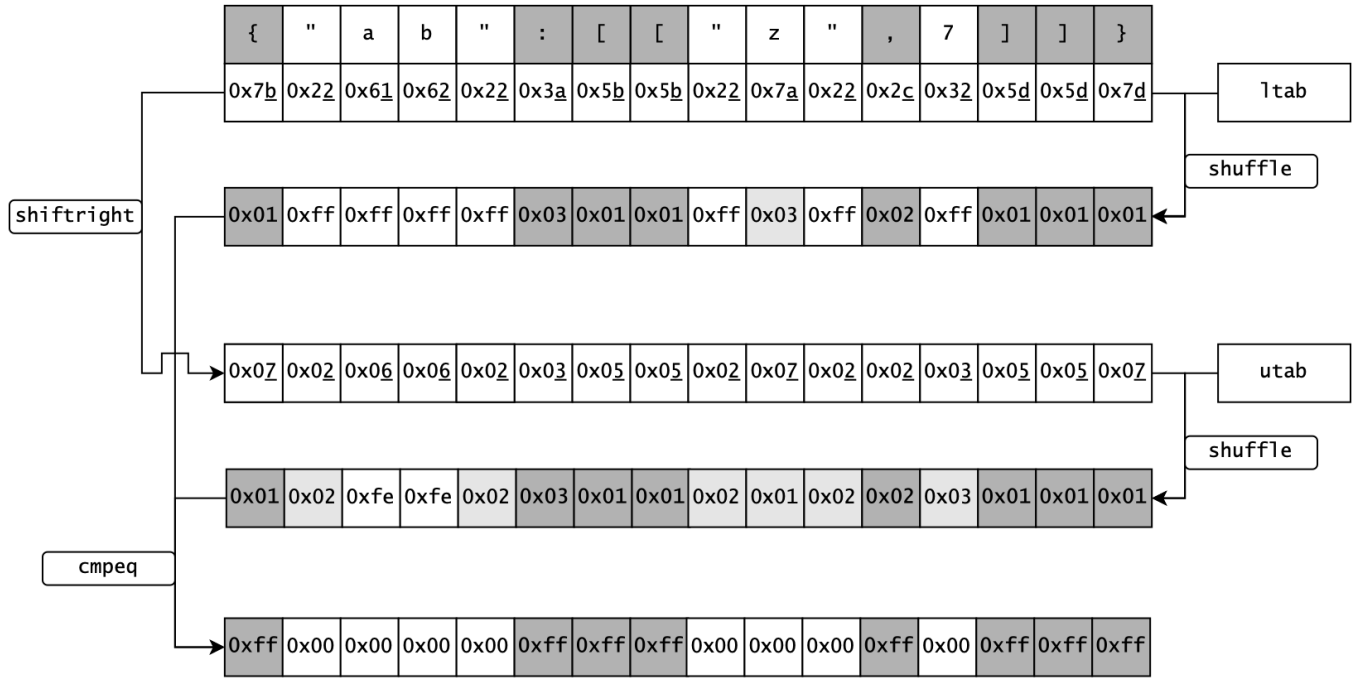 { " a b " : [ [ " z " , 7 ] ] }
0x7b 0x22 0x61 0x62 0x22 0x3a 0x5b 0x5b 0x22 0x7a 0x22 0x2c 0x32 0x5d 0x5d 0x7d ltab
shuffle
shiftright 0x01 0xff 0xff 0xff 0xff 0x03 0x01 0x01 0xff 0x03 0xff 0x02 0xff 0x01 0x01 0x01
0x07 0x02 0x06 0x06 0x02 0x03 0x05 0x05 0x02 0x07 0x02 0x02 0x03 0x05 0x05 0x07 utab
shuffle
0x01 0x02 0xfe 0xfe 0x02 0x03 0x01 0x01 0x02 0x01 0x02 0x02 0x03 0x01 0x01 0x01
cmpeq
0xff 0x00 0x00 0x00 0x00 0xff 0xff 0xff 0x00 0x00 0x00 0xff 0x00 0xff 0xff 0xff